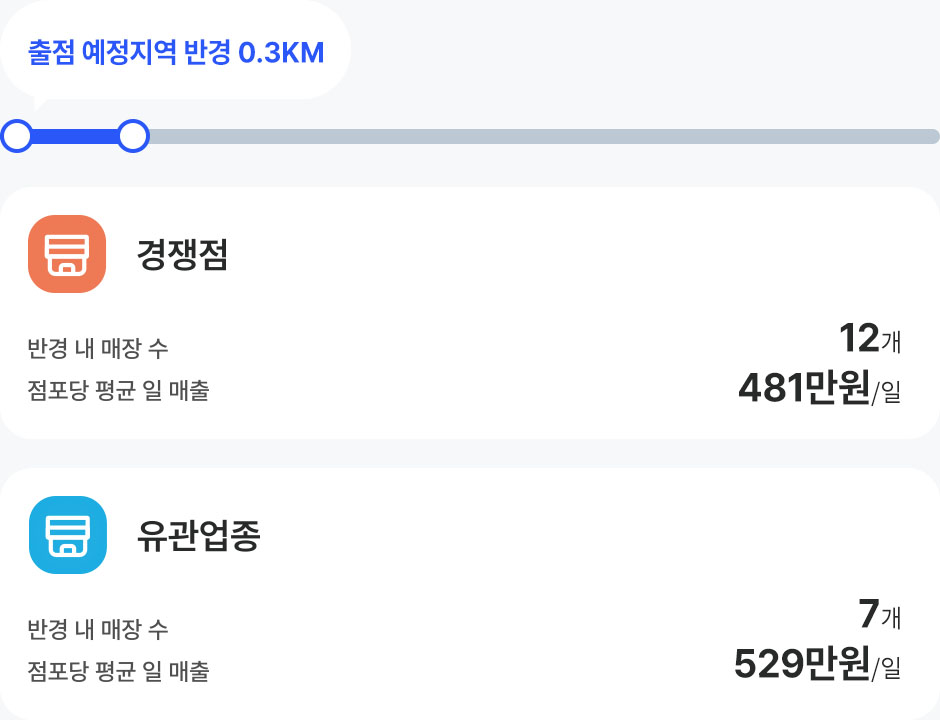 출점 예정지역 반경 0.3KM
경쟁점
반경 내 매장 수
12개
점포당 평균 일 매출
481만원/일
유관업종
반경 내 매장 수
7개
점포당 평균 일 매출
529만원/일